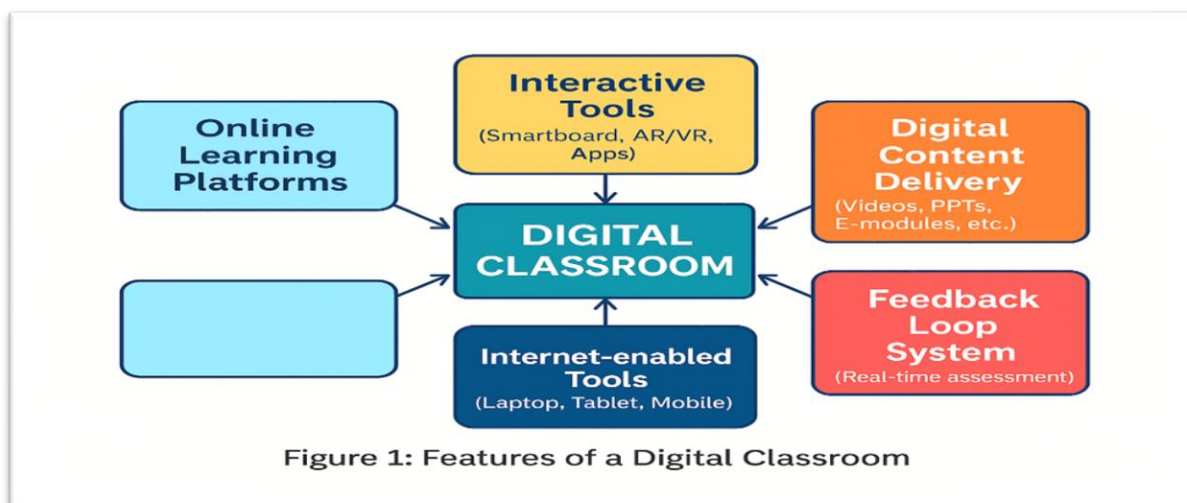 Interactive
Tools
(Smartboard, AR/VR,
Apps)
Online
Learning
Platforms
Digital
Content
Delivery
(Videos, PPTs,
E-modules, etc.)
DIGITAL
CLASSROOM
Feedback
Loop
System
(Real-time assessment)
Internet-enabled
Tools
(Laptop, Tablet, Mobile)
Figure 1: Features of a Digital Classroom